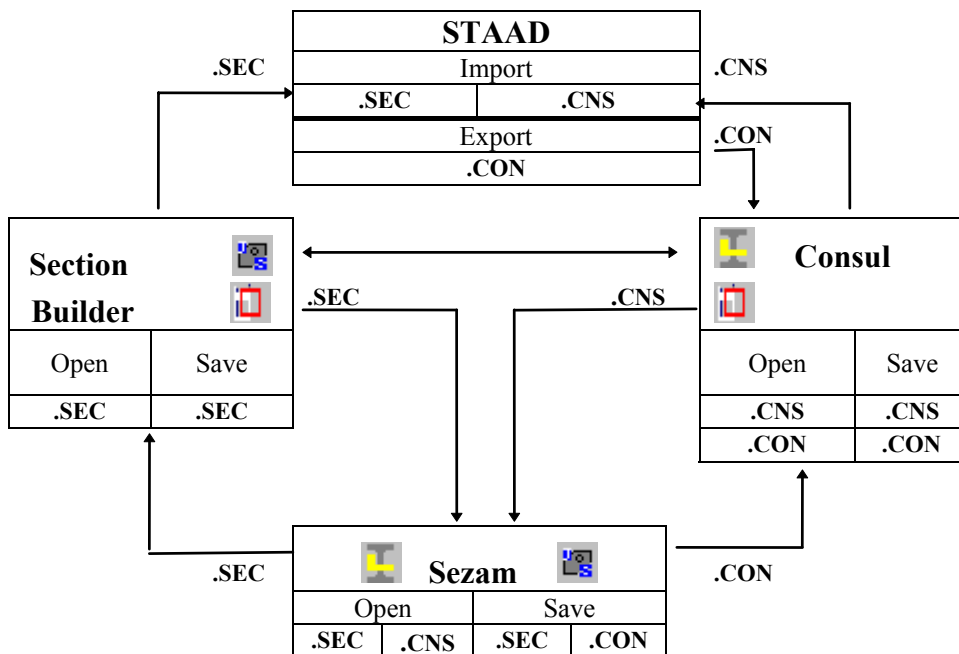 STAAD
.SEC Import .CNS
.SEC .CNS
Export .CON
.CON
Section Builder
Consul
.SEC .CNS
Open Save
.SEC .SEC
Open Save
.CNS .CNS
.CON .CON
.SEC Sezam .CON
Open Save
.SEC .CNS .SEC .CON